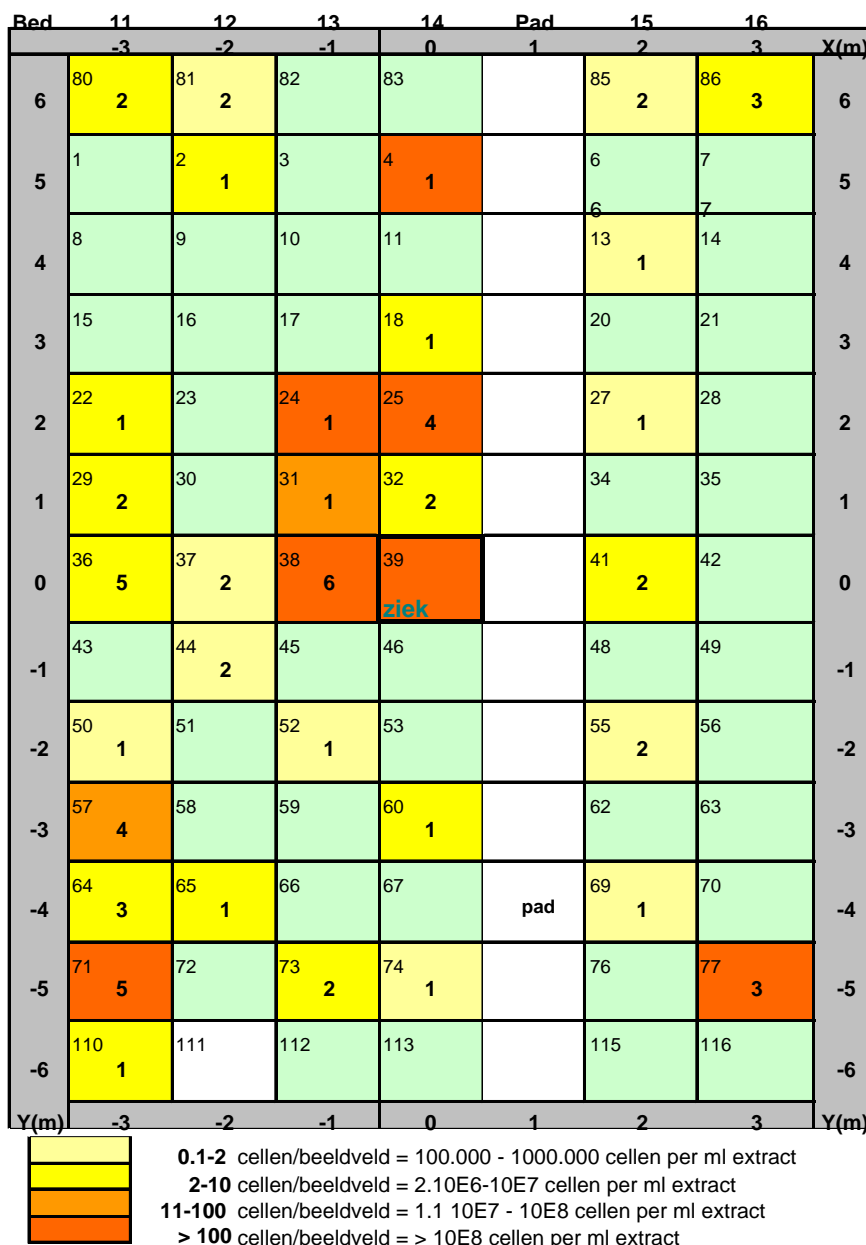 Bed 11 12 13 14 Pad 15 16
-3 -2 -1 0 1 2 3 X(m)
80 81 82 83 85 86
6 2 2 2 3 6
1 2 3 4 6 7
5 1 1 5
6 7
8 9 10 11 13 14
4 1 4
15 16 17 18 20 21
3 1 3
22 23 24 25 27 28
2 1 1 4 1 2
29 30 31 32 34 35
1 2 1 2 1
36 37 38 39 41 42
0 5 2 6 2 0
ziek
43 44 45 46 48 49
-1 2 -1
50 51 52 53 55 56
-2 1 1 2 -2
57 58 59 60 62 63
-3 4 1 -3
64 65 66 67 69 70
-4 3 1 pad 1 -4
71 72 73 74 76 77
-5 5 2 1 3 -5
110 111 112 113 115 116
-6 1 -6
Y(m) -3 -2 -1 0 1 2 3 Y(m)
0.1-2 cellen/beeldveld = 100.000 - 1000.000 cellen per ml extract
2-10 cellen/beeldveld = 2.10E6-10E7 cellen per ml extract
11-100 cellen/beeldveld = 1.1 10E7 - 10E8 cellen per ml extract
> 100 cellen/beeldveld = > 10E8 cellen per ml extract